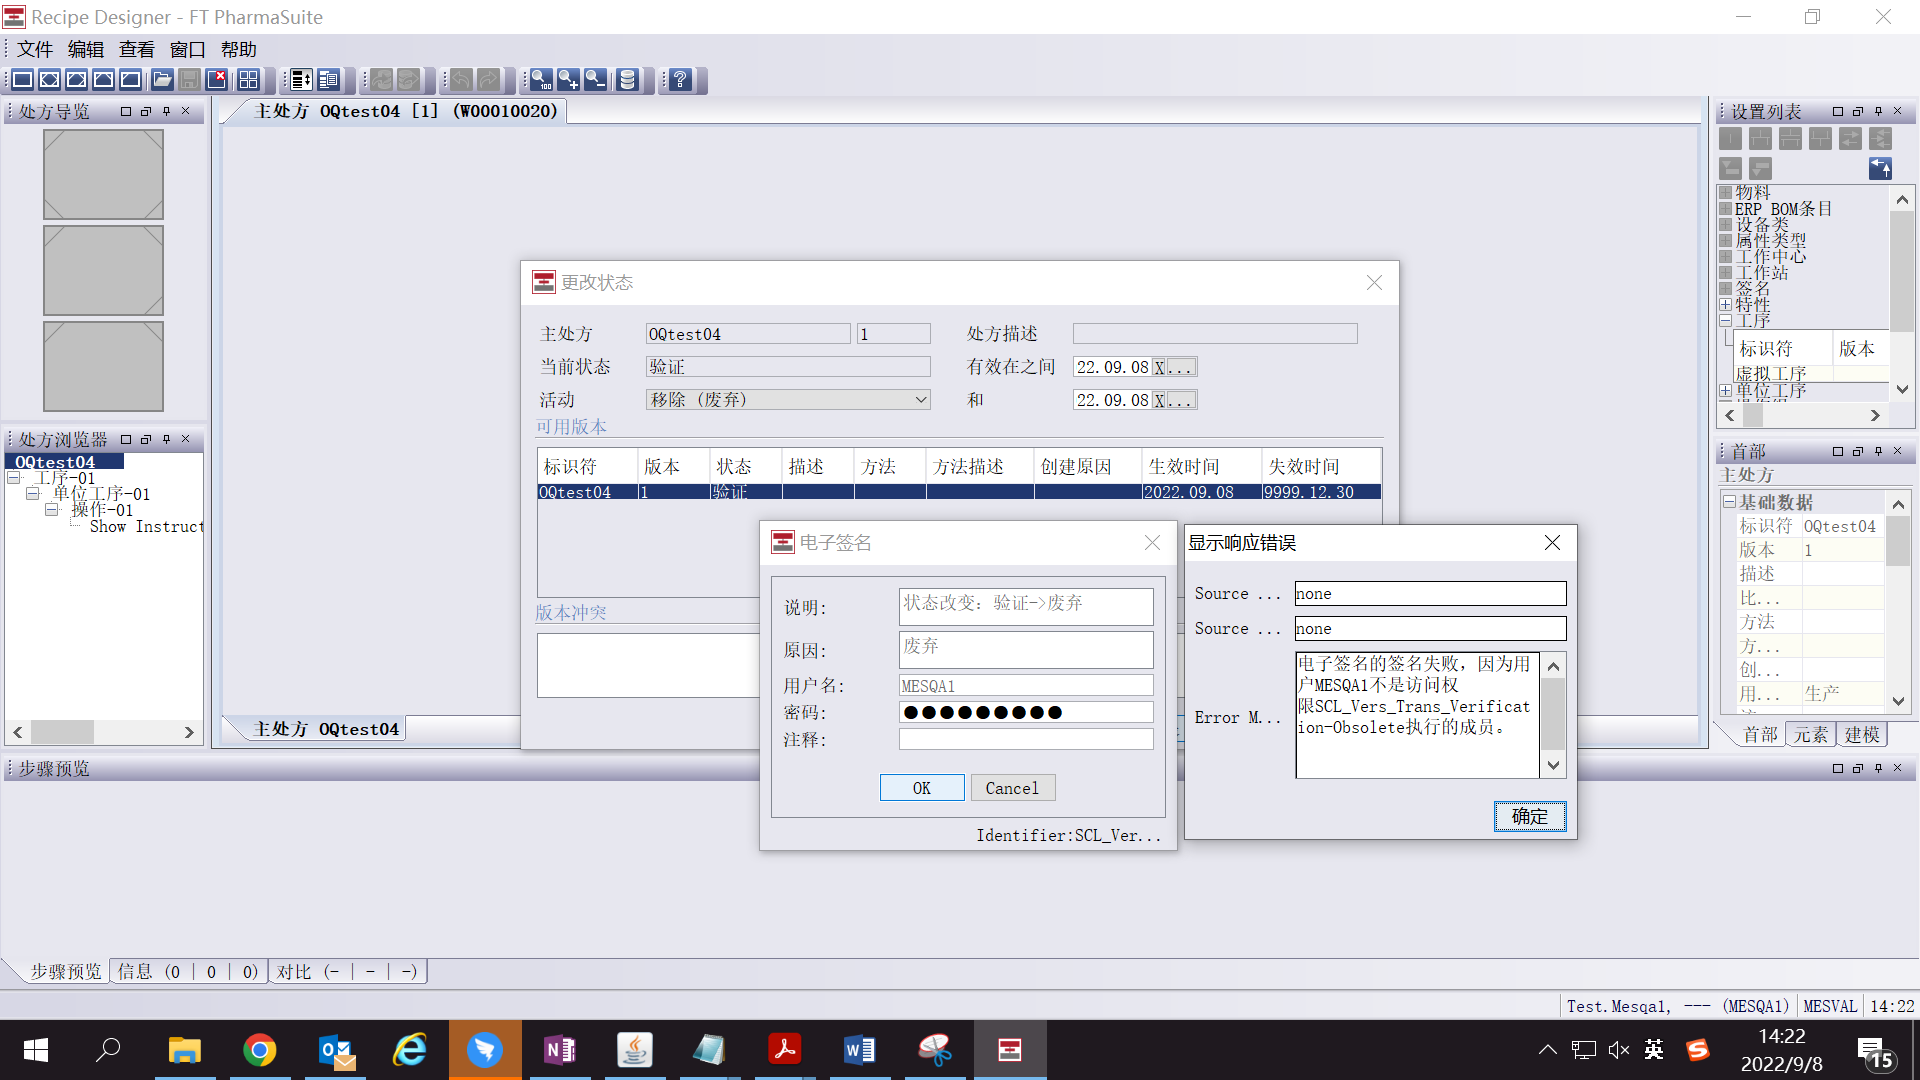 Recipe Designer - FT PharmaSuite
文件 编辑 查看 窗口 帮助
处方导览
主处方 OQtest04 [1] (W00010020)
设置列表
物料
ERP BOM条目
设备类
属性类型
工作中心
工作站
签名
特性
工序
标识符 版本
虚拟工序
单位工序
处方浏览器
OQtest04
工序-01
单位工序-01
操作-01
Show Instruct
更改状态
主处方 OQtest04 1 处方描述
当前状态 验证 有效在之间 22.09.08 X ...
活动 移除 (废弃) 和 22.09.08 X ...
可用版本
标识符 版本 状态 描述 方法 方法描述 创建原因 生效时间 失效时间
OQtest04 1 验证 2022.09.08 9999.12.30
版本冲突
电子签名
说明: 状态改变: 验证->废弃
原因: 废弃
用户名: MESQA1
密码: ●●●●●●●●●
注释:
OK Cancel
Identifier:SCL_Ver...
显示响应错误
Source ... none
Source ... none
Error M...
电子签名的签名失败，因为用
户MESQA1不是访问权
限SCL_Vers_Trans_Verificat
ion-Obsolete执行的成员。
确定
首部
主处方
基础数据
标识符 OQtest04
版本 1
描述
比...
方法
方...
创...
用... 生产
首部 元素 建模
主处方 OQtest04
步骤预览
步骤预览 信息 (0 | 0 | 0) 对比 (- | - | -)
Test.Mesqa1, --- (MESQA1) MESVAL 14:22
英
14:22
2022/9/8
15